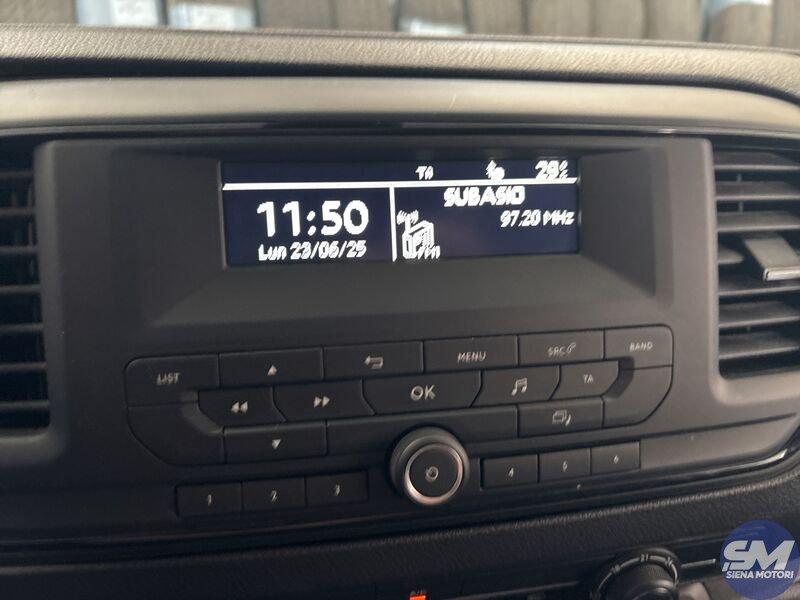 TA 29°C
11:50
Lun 23/06/25
SUBASIO
97.20 MHz
FM
LIST
MENU
SRC
BAND
OK
TA
1 2 3
4 5 6
SM
SIENA MOTORI